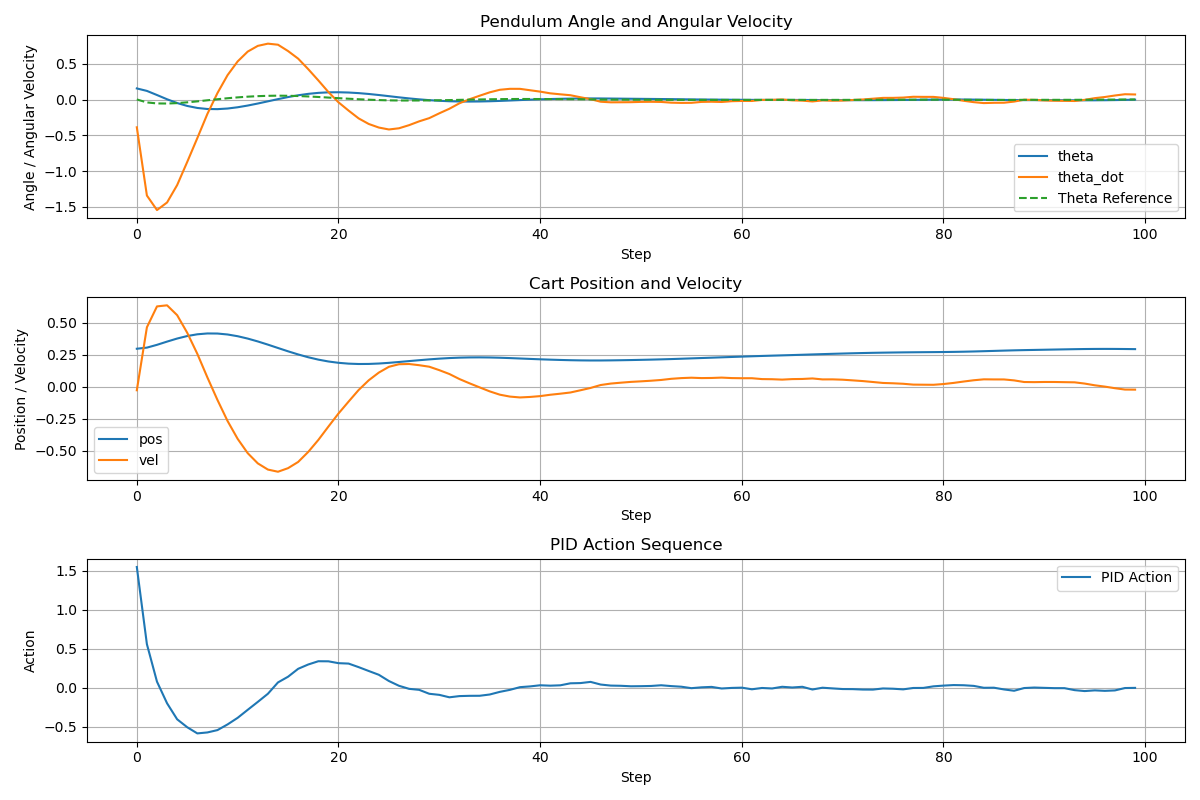 Pendulum Angle and Angular Velocity
Angle / Angular Velocity
0.5
0.0
−0.5
−1.0
−1.5
theta
theta_dot
Theta Reference
0 20 40 60 80 100
Step
Cart Position and Velocity
Position / Velocity
0.50
0.25
0.00
−0.25
−0.50
pos
vel
0 20 40 60 80 100
Step
PID Action Sequence
Action
1.5
1.0
0.5
0.0
−0.5
PID Action
0 20 40 60 80 100
Step